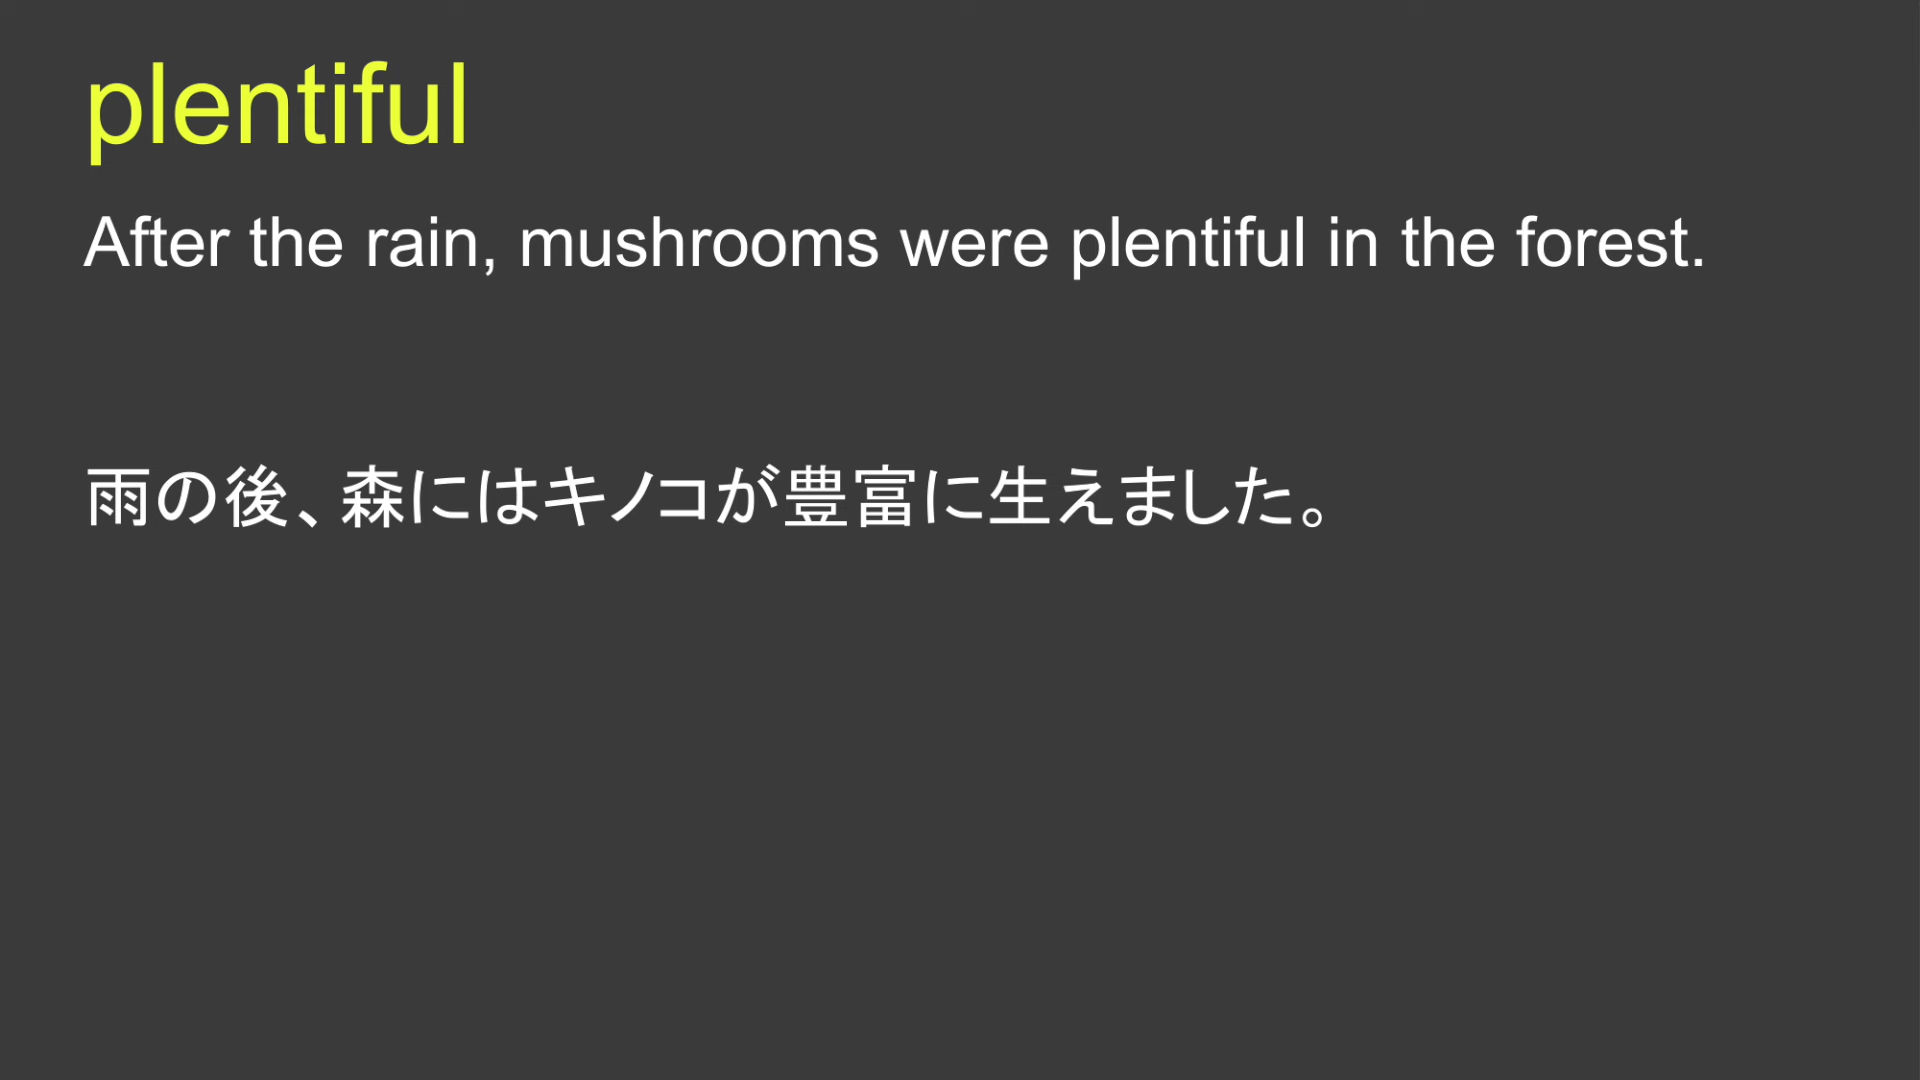 plentiful
After the rain, mushrooms were plentiful in the forest.
雨の後、森にはキノコが豊富に生えました。